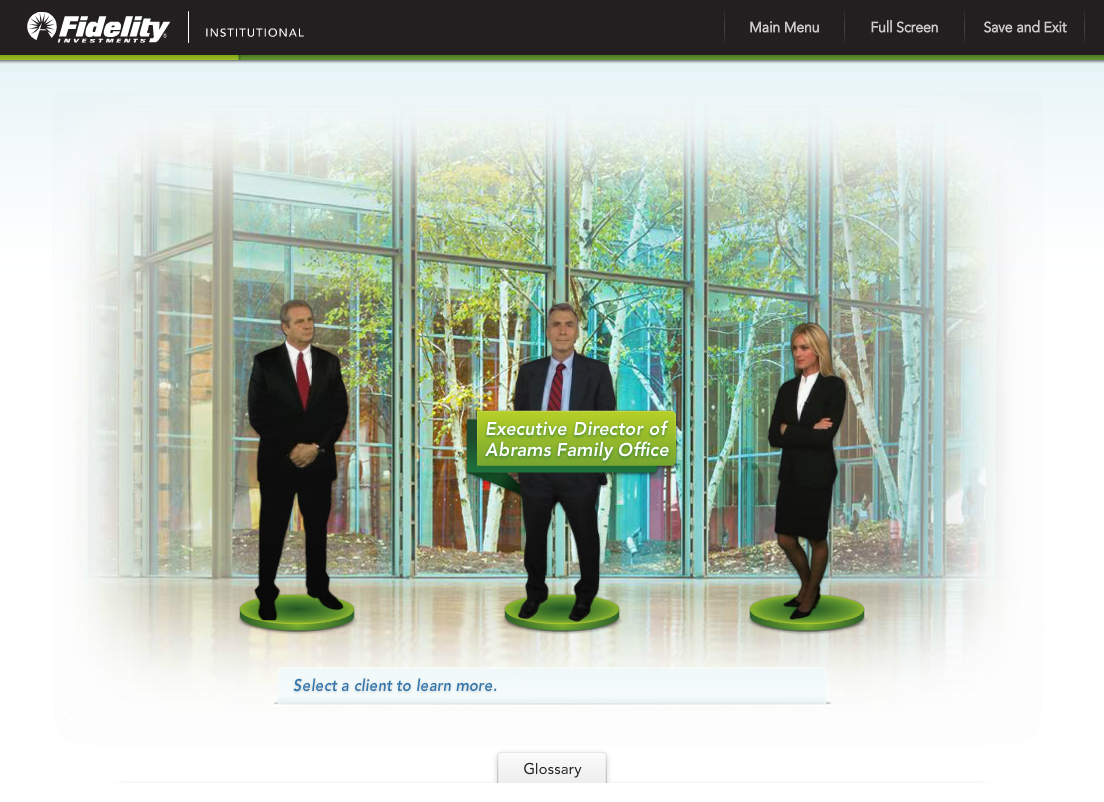 Fidelity
INVESTMENTS®
INSTITUTIONAL
Main Menu
Full Screen
Save and Exit
Executive Director of
Abrams Family Office
Select a client to learn more.
Glossary